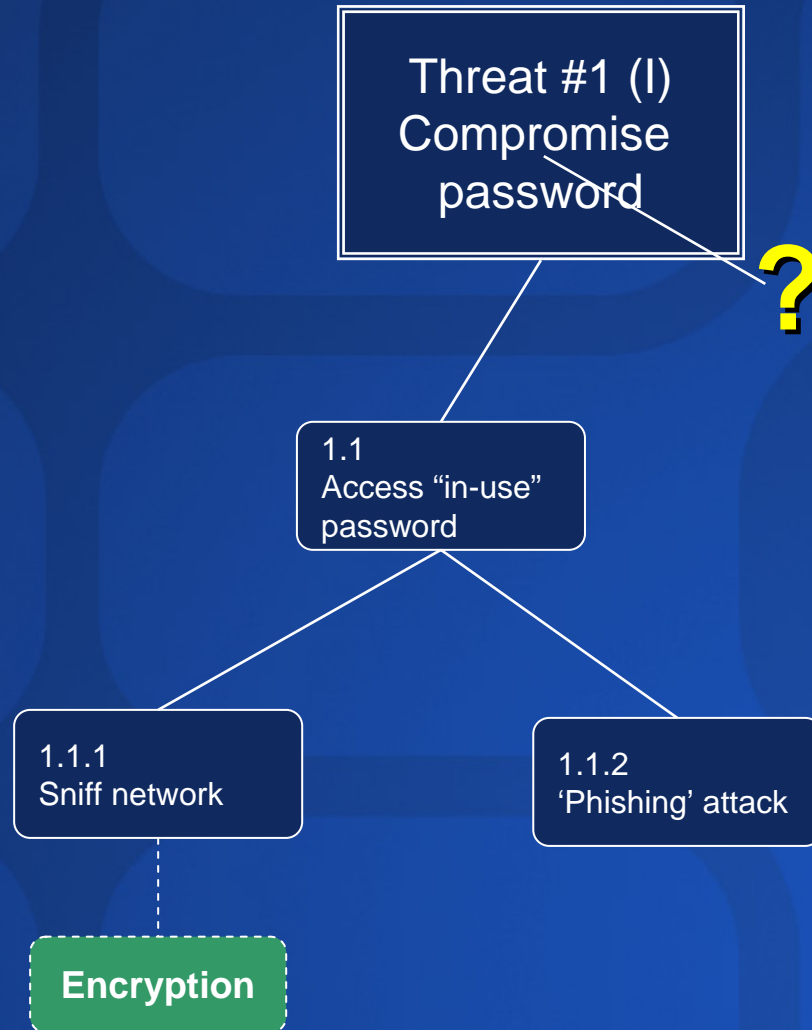 Threat #1 (I)
Compromise
password
?
1.1
Access “in-use”
password
1.1.1
Sniff network
1.1.2
‘Phishing’ attack
Encryption